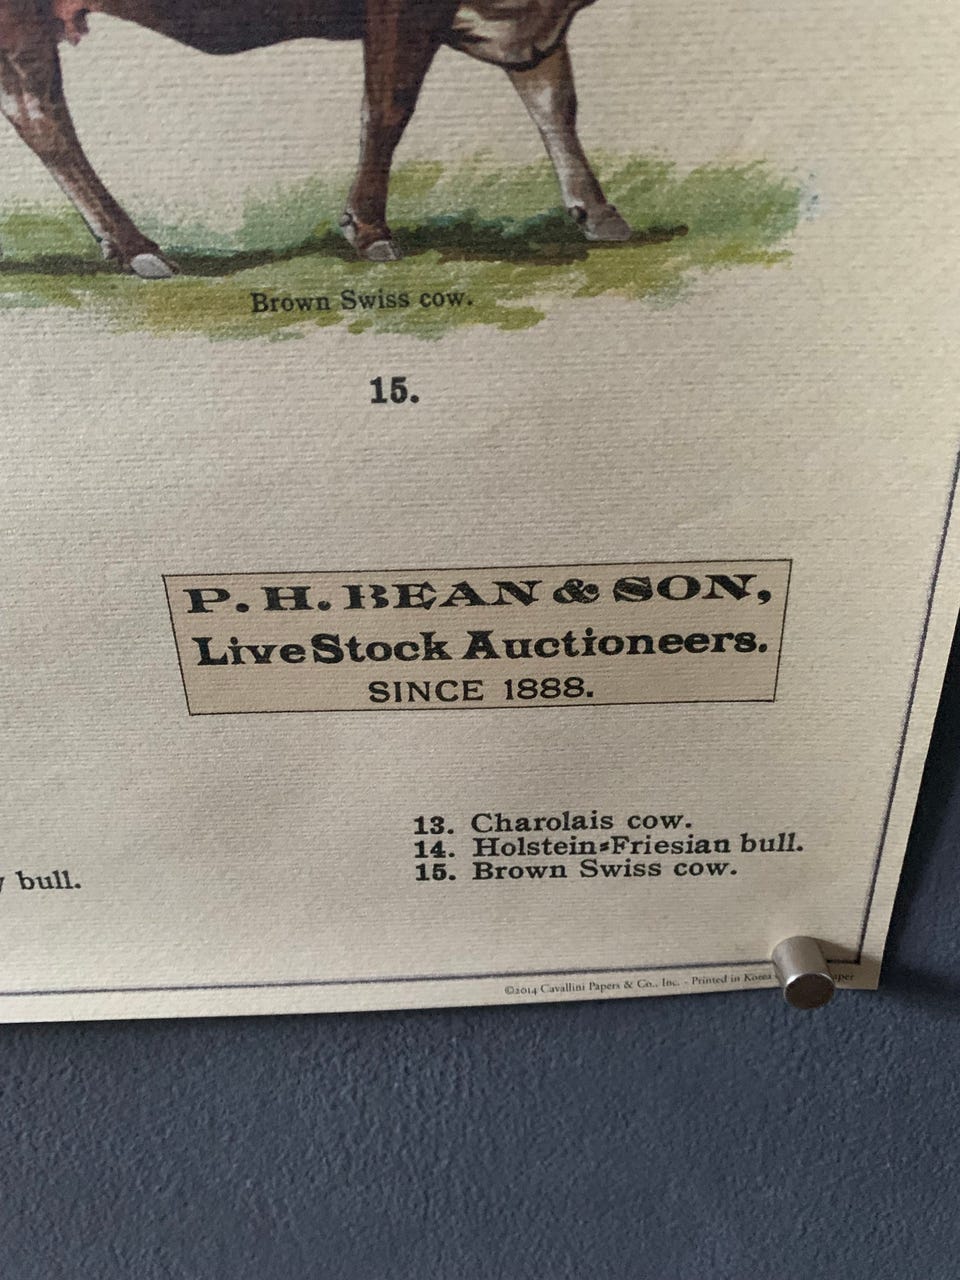 Brown Swiss cow.
15.
P. H. BEAN & SON,
Live Stock Auctioneers.
SINCE 1888.
13. Charolais cow.
14. Holstein=Friesian bull.
15. Brown Swiss cow.
bull.
©2014 Cavallini Papers & Co., Inc. - Printed in Korea